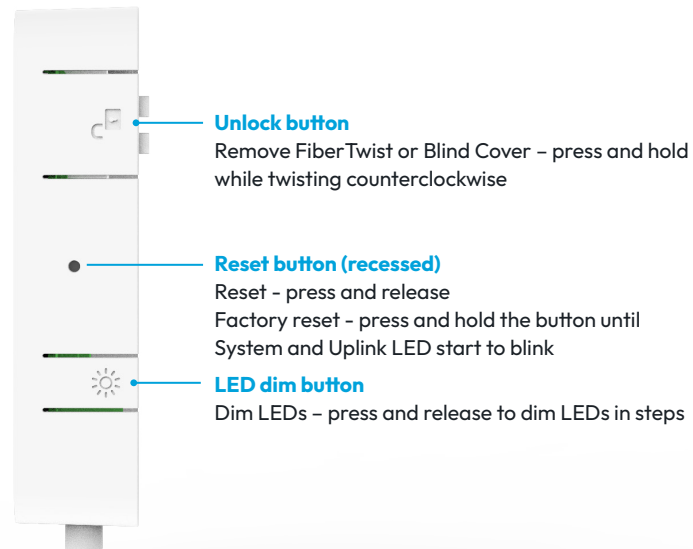 Unlock button
Remove FiberTwist or Blind Cover – press and hold
while twisting counterclockwise
Reset button (recessed)
Reset - press and release
Factory reset - press and hold the button until
System and Uplink LED start to blink
LED dim button
Dim LEDs – press and release to dim LEDs in steps